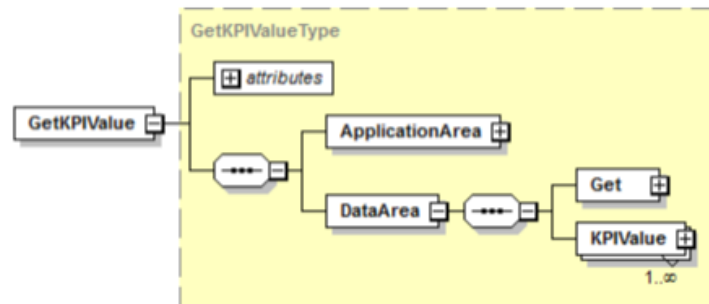 GetKPIValueType
attributes
GetKPIValue
ApplicationArea
DataArea
Get
KPIValue
1..∞